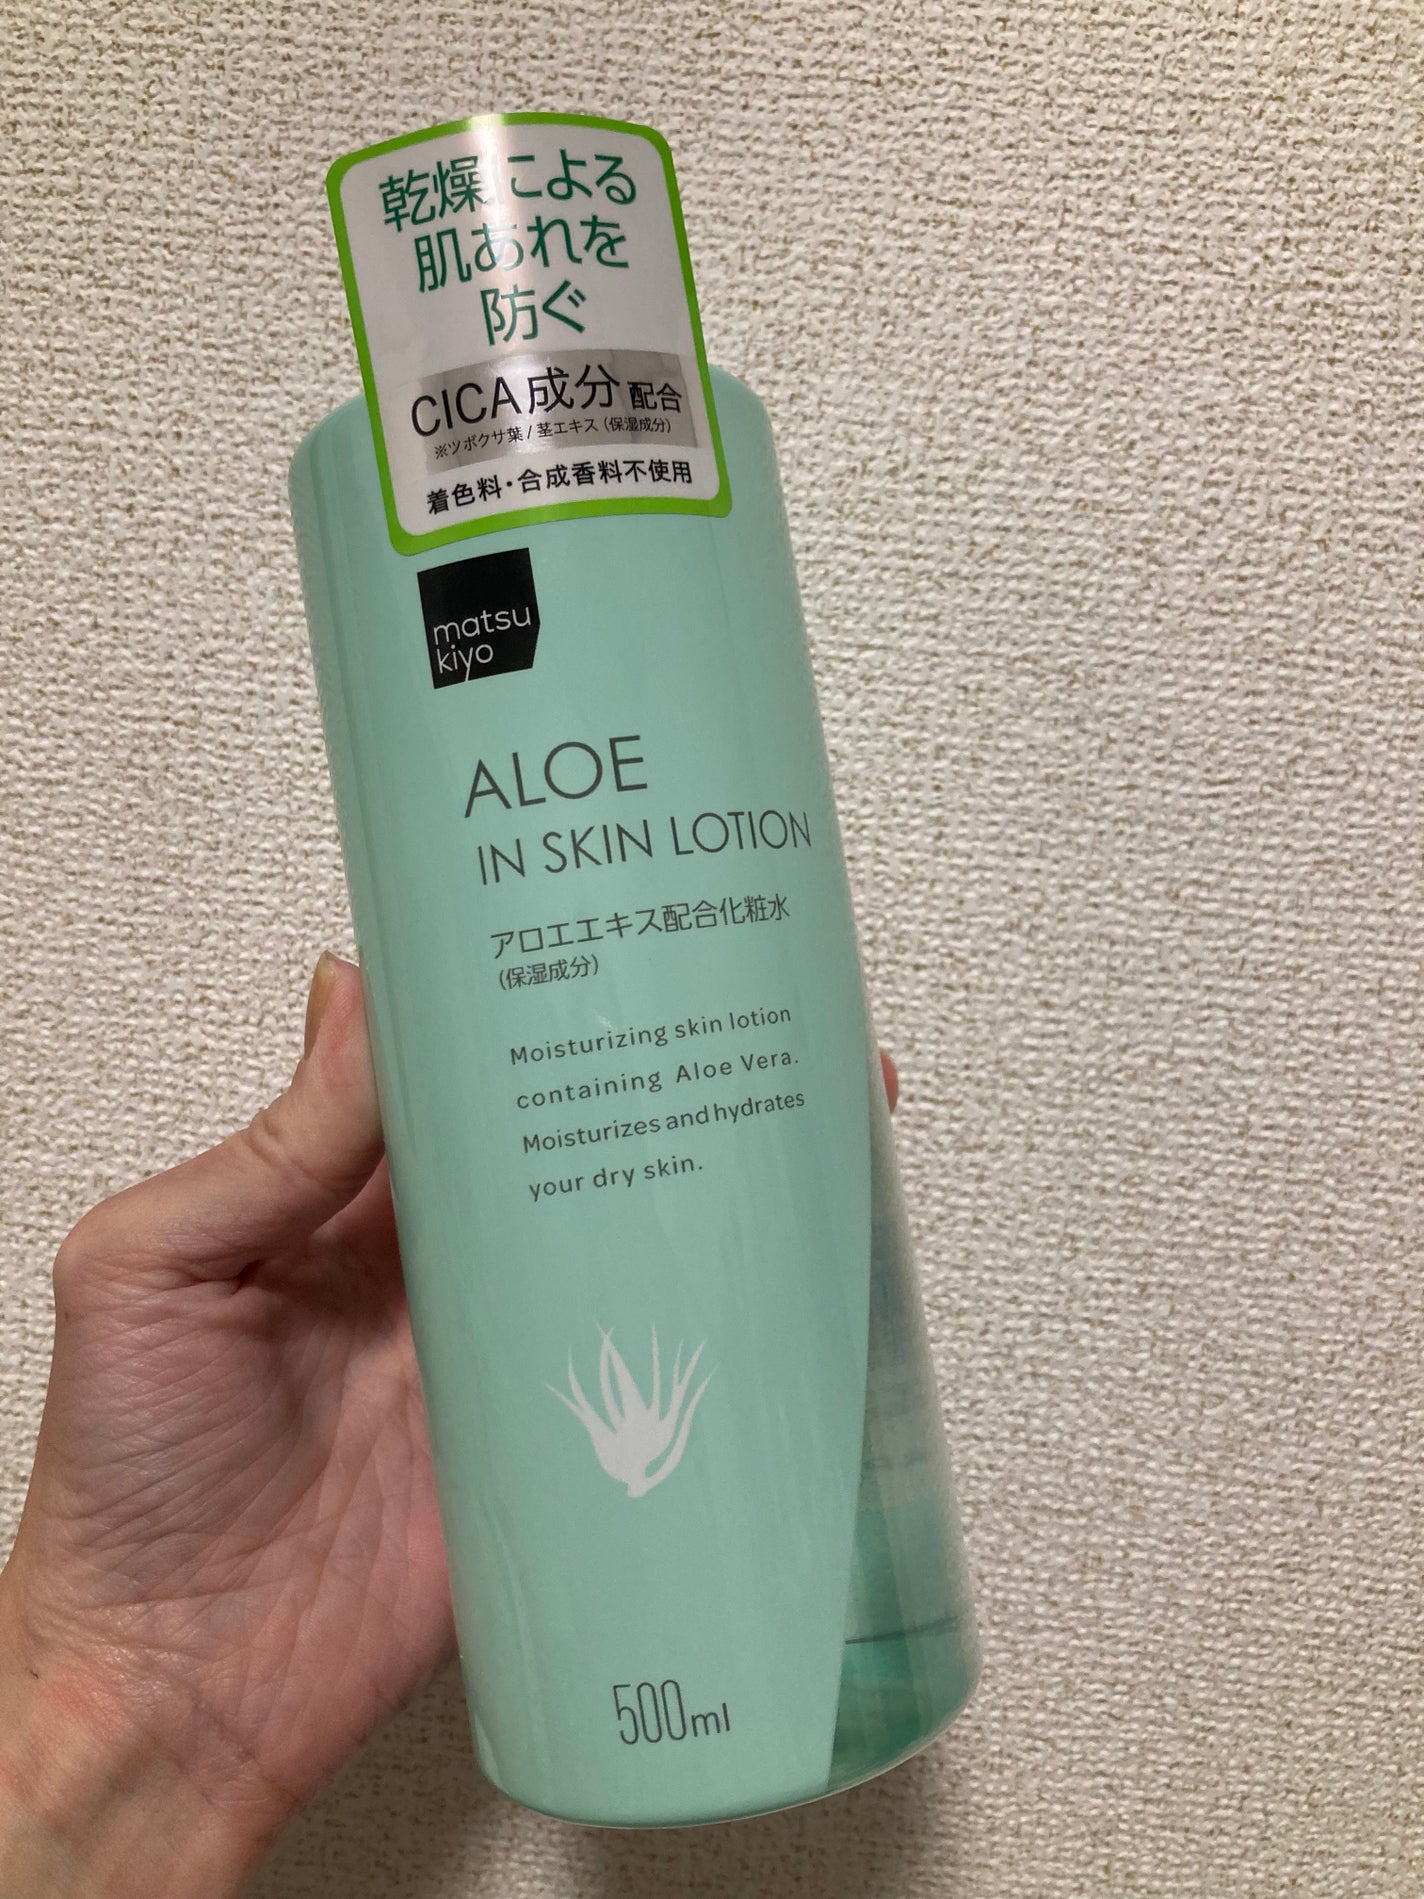 乾燥による
肌あれを
防ぐ
CICA成分 配合
※ツボクサ葉/茎エキス（保湿成分）
着色料・合成香料不使用
matsu
kiyo
ALOE
IN SKIN LOTION
アロエエキス配合化粧水
(保湿成分)
Moisturizing skin lotion
containing Aloe Vera.
Moisturizes and hydrates
your dry skin.
500ml